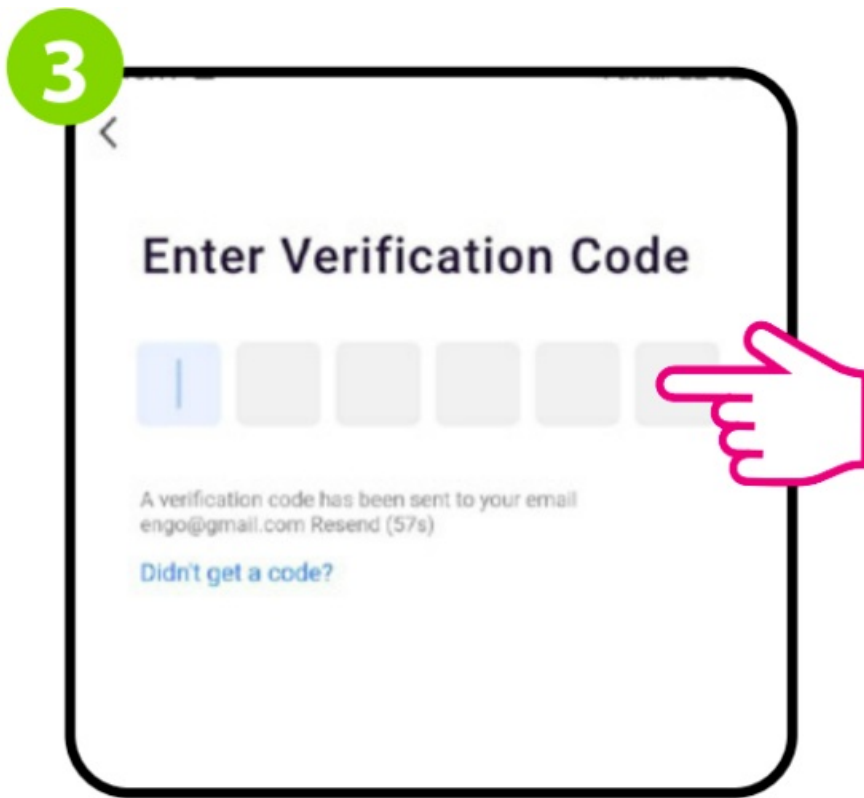 3
Enter Verification Code
A verification code has been sent to your email
engo@gmail.com Resend (57s)
Didn't get a code?